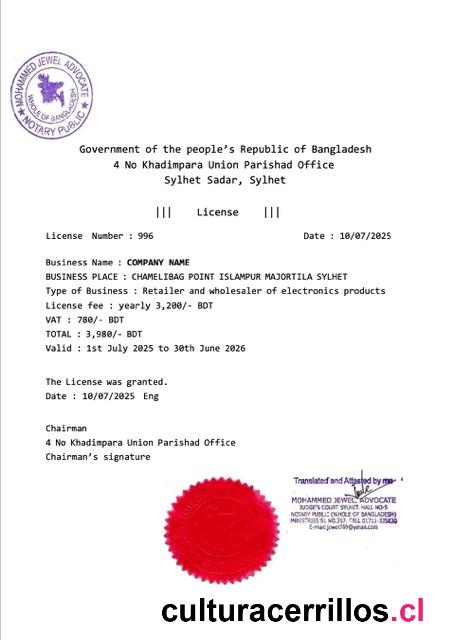 MOHAMMED JEWEL ADVOCATE
WHOLE OF BANGLADESH
★ NOTARY PUBLIC ★
Government of the people’s Republic of Bangladesh
4 No Khadimpara Union Parishad Office
Sylhet Sadar, Sylhet
||| License |||
License Number : 996 Date : 10/07/2025
Business Name : COMPANY NAME
BUSINESS PLACE : CHAMELIBAG POINT ISLAMPUR MAJORTILA SYLHET
Type of Business : Retailer and wholesaler of electronics products
License fee : yearly 3,200/- BDT
VAT : 780/- BDT
TOTAL : 3,980/- BDT
Valid : 1st July 2025 to 30th June 2026
The License was granted.
Date : 10/07/2025 Eng
Chairman
4 No Khadimpara Union Parishad Office
Chairman’s signature
Translated and Attested by me
MOHAMMED JEWEL ADVOCATE
JUDGE'S COURT SYLHET. HALL NO-5
NOTARY PUBLIC (WHOLE OF BANGLADESH)
MINISTRIES SL NO.357. CELL 01711-335833
E-mail:jewel769@ymail.com
culturacerrillos.cl